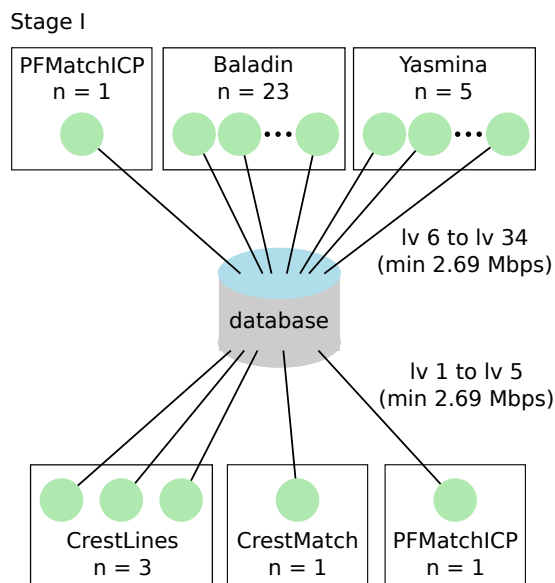 Stage I
PFMatchICP
n = 1
Baladin
n = 23
Yasmina
n = 5
lv 6 to lv 34
(min 2.69 Mbps)
database
lv 1 to lv 5
(min 2.69 Mbps)
CrestLines
n = 3
CrestMatch
n = 1
PFMatchICP
n = 1